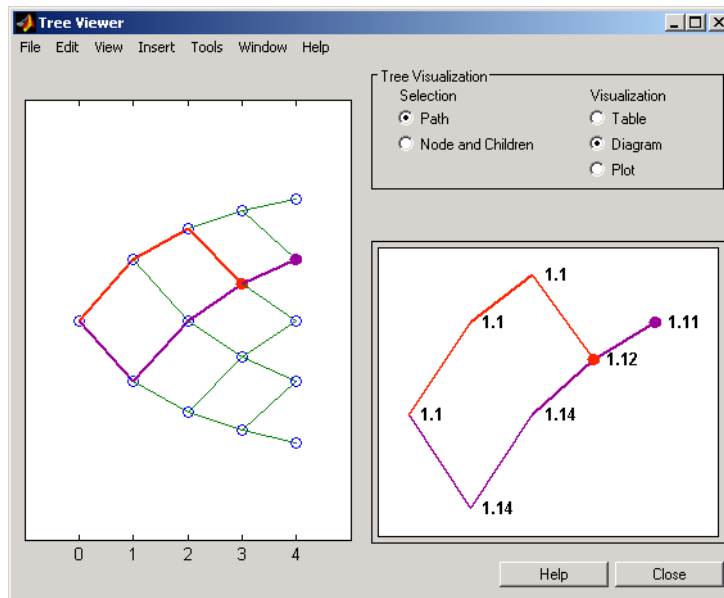 Tree Viewer
File Edit View Insert Tools Window Help
Tree Visualization
Selection
Path
Node and Children
Visualization
Table
Diagram
Plot
0 1 2 3 4
1.1
1.1
1.11
1.12
1.1
1.14
1.14
Help
Close